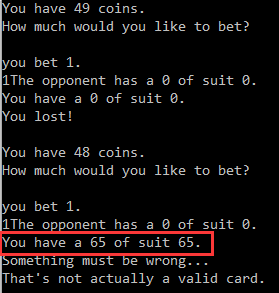 You have 49 coins.
How much would you like to bet?
you bet 1.
1The opponent has a 0 of suit 0.
You have a 0 of suit 0.
You lost!
You have 48 coins.
How much would you like to bet?
you bet 1.
1The opponent has a 0 of suit 0.
You have a 65 of suit 65.
Something must be wrong...
That's not actually a valid card.